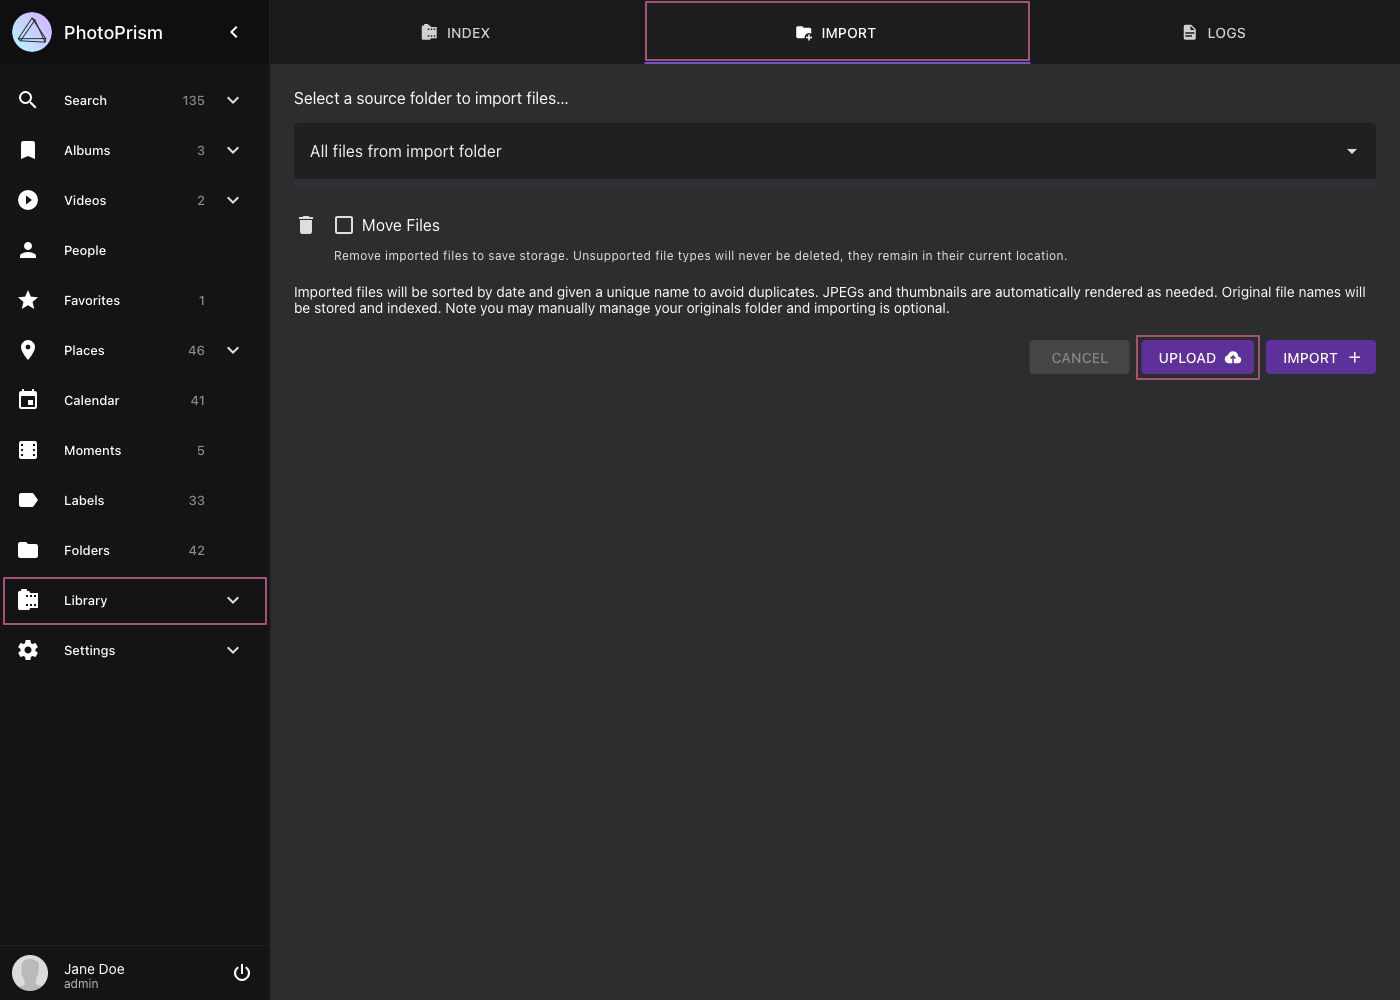 PhotoPrism
Search 135
Albums 3
Videos 2
People
Favorites 1
Places 46
Calendar 41
Moments 5
Labels 33
Folders 42
Library
Settings
Jane Doe
admin
INDEX
IMPORT
LOGS
Select a source folder to import files...
All files from import folder
Move Files
Remove imported files to save storage. Unsupported file types will never be deleted, they remain in their current location.
Imported files will be sorted by date and given a unique name to avoid duplicates. JPEGs and thumbnails are automatically rendered as needed. Original file names will
be stored and indexed. Note you may manually manage your originals folder and importing is optional.
CANCEL
UPLOAD
IMPORT